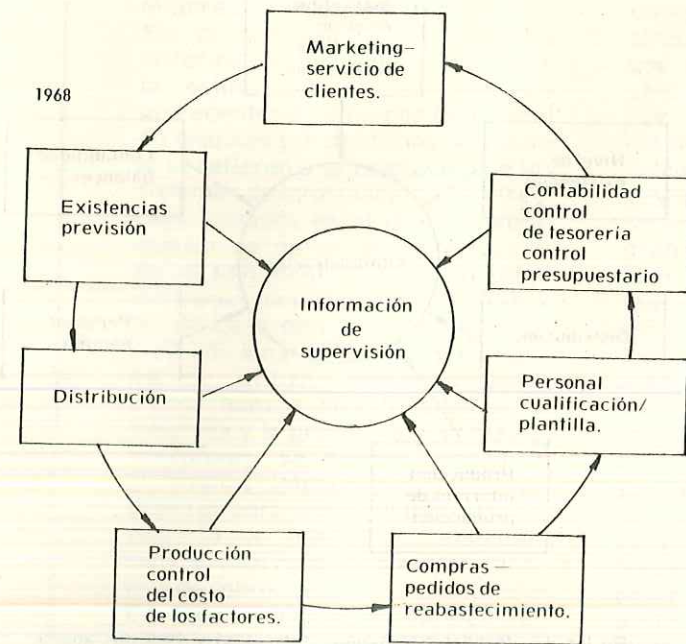 1968
Marketing—
servicio de
clientes.
Existencias
previsión
Contabilidad
control
de tesorería
control
presupuestario
Información
de
supervisión
Distribución
Personal
cualificación/
plantilla.
Producción
control
del costo
de los factores.
Compras —
pedidos de
reabastecimiento.